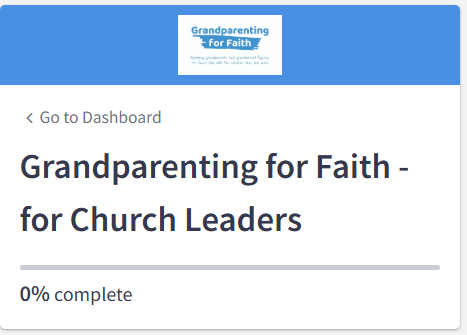 Grandparenting
for Faith
< Go to Dashboard
Grandparenting for Faith -
for Church Leaders
0% complete